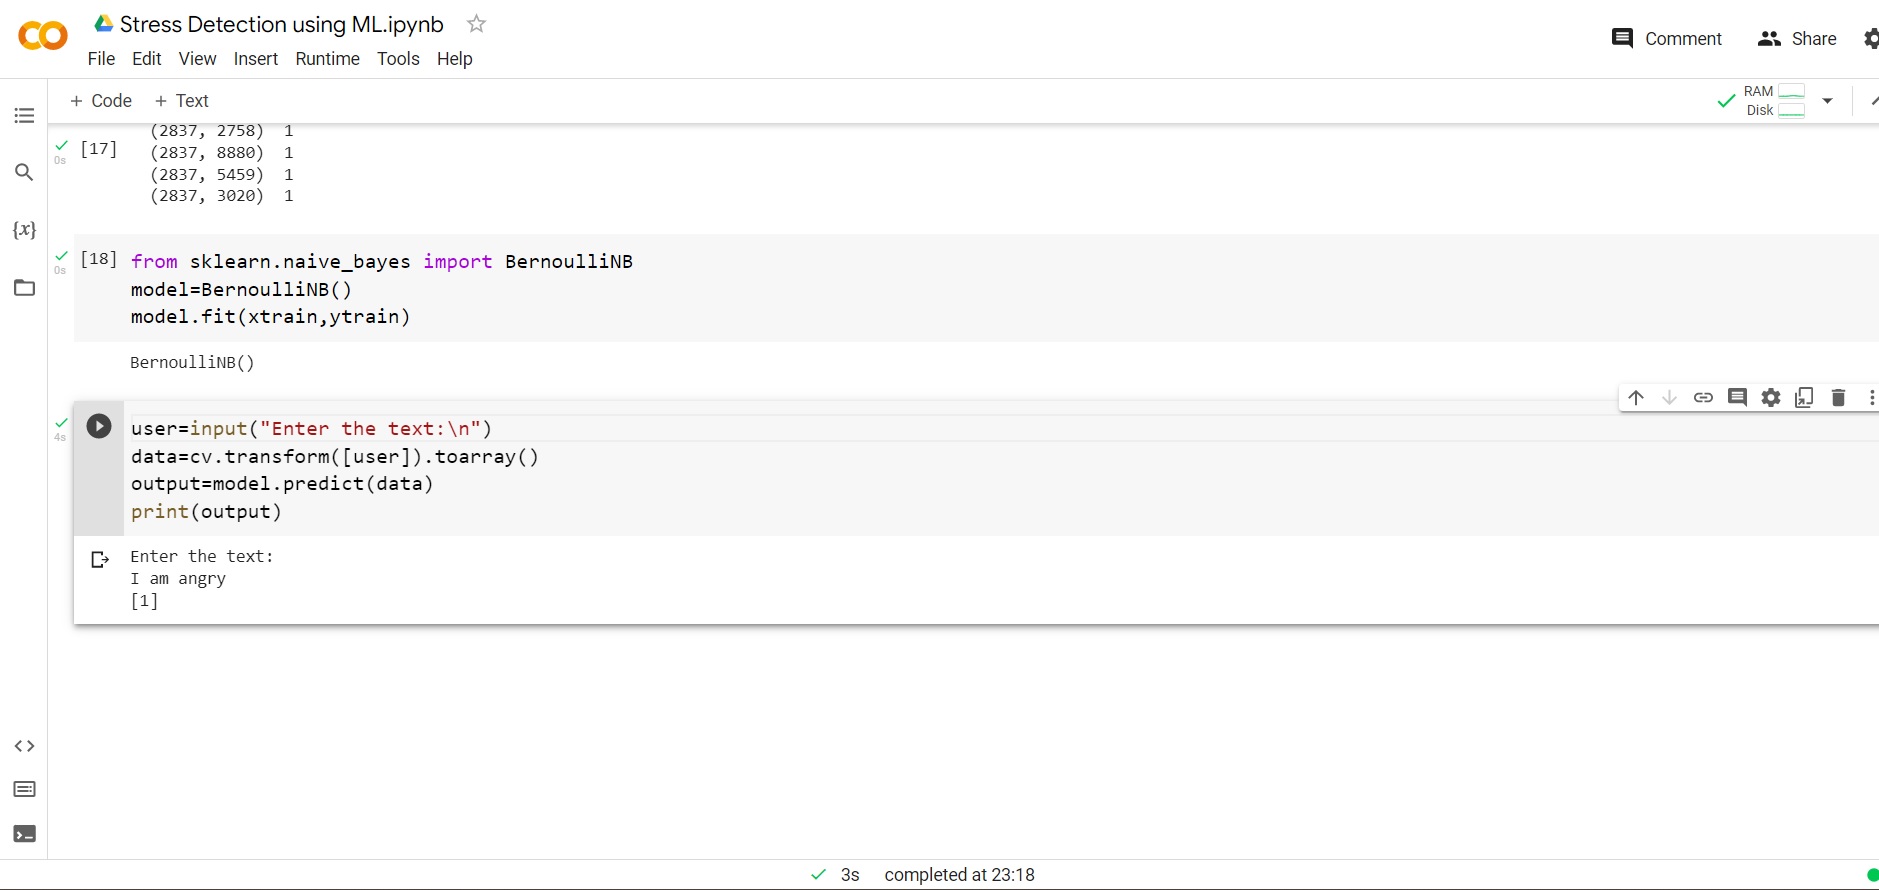 Stress Detection using ML.ipynb
File Edit View Insert Runtime Tools Help
Comment Share
+ Code + Text
RAM
Disk
(2837, 2758) 1
[17] (2837, 8880) 1
0s
(2837, 5459) 1
(2837, 3020) 1
{x}
[18] from sklearn.naive_bayes import BernoulliNB
0s
model=BernoulliNB()
model.fit(xtrain,ytrain)
BernoulliNB()
user=input("Enter the text:\n")
4s
data=cv.transform([user]).toarray()
output=model.predict(data)
print(output)
Enter the text:
I am angry
[1]
3s completed at 23:18